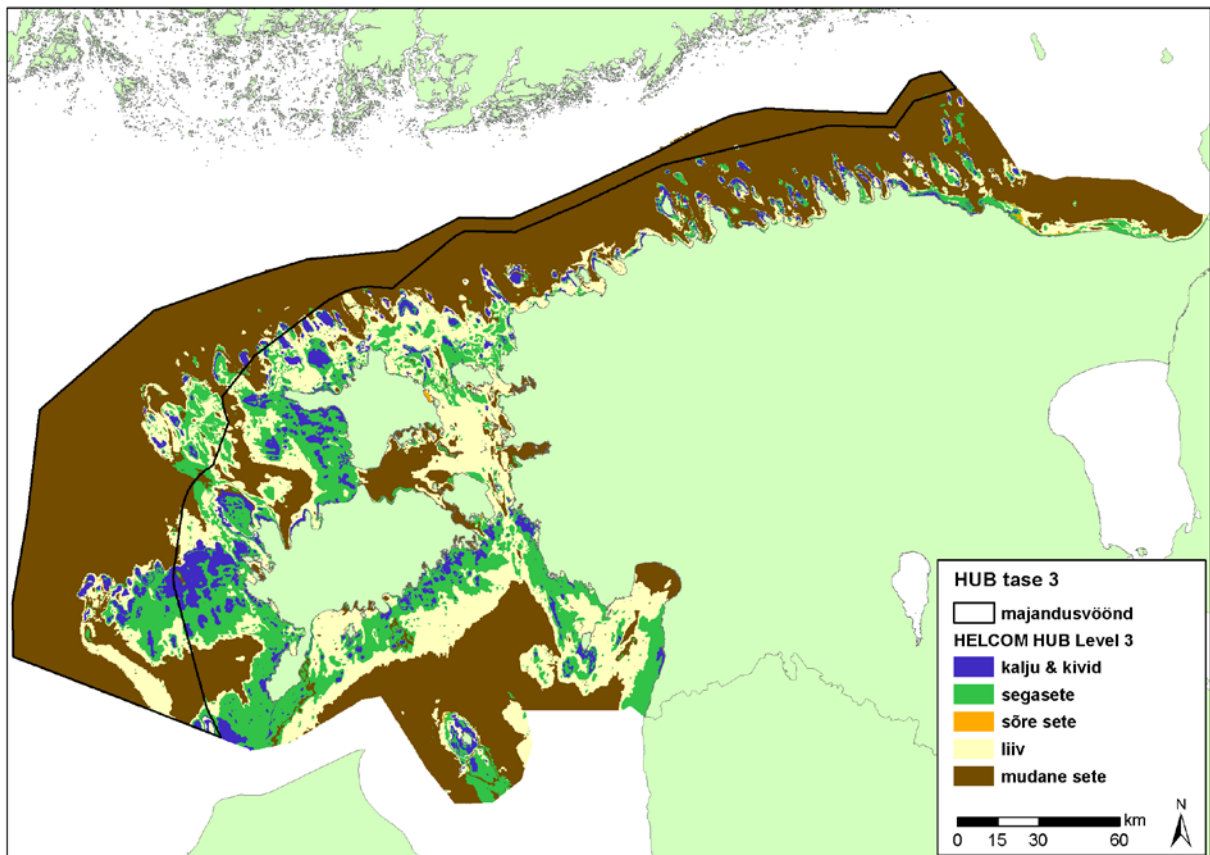 HUB tase 3
majandusvöönd
HELCOM HUB Level 3
kalju & kivid
segasete
sõre sete
liiv
mudane sete
km
0 15 30 60
N